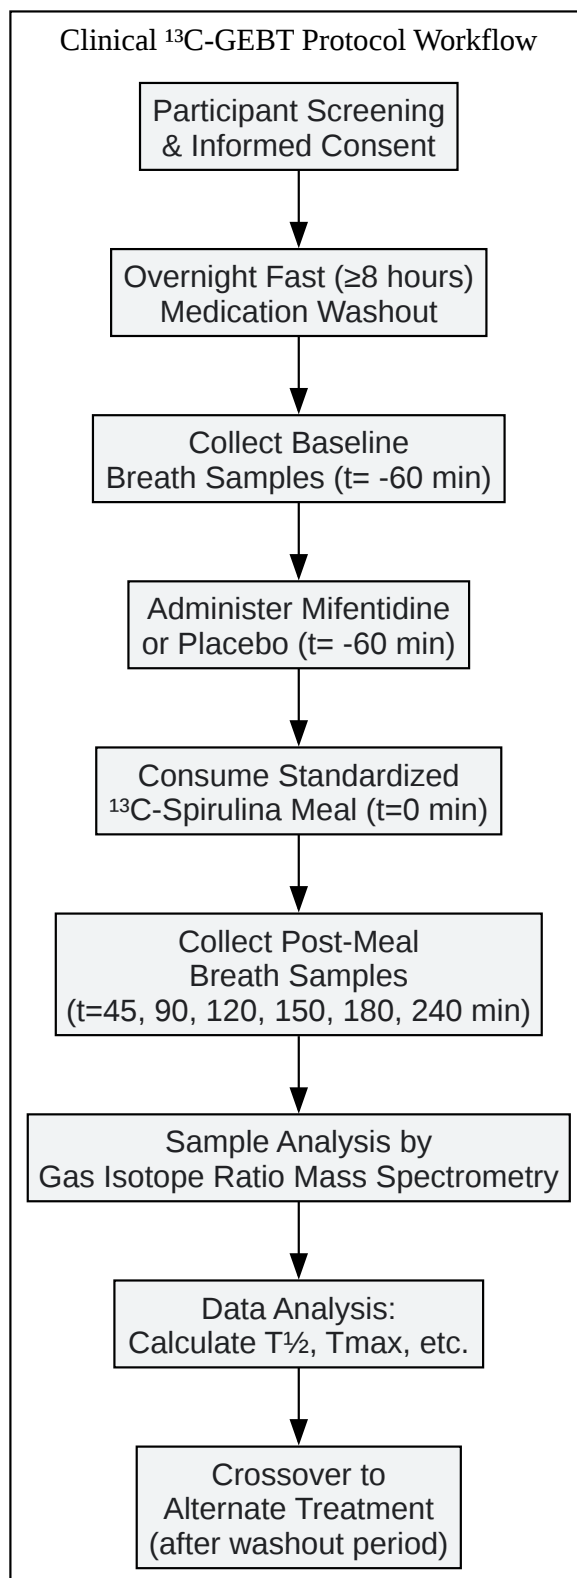 Clinical ¹³C-GEBT Protocol Workflow
Participant Screening
& Informed Consent
Overnight Fast (≥8 hours)
Medication Washout
Collect Baseline
Breath Samples (t= -60 min)
Administer Mifentidine
or Placebo (t= -60 min)
Consume Standardized
¹³C-Spirulina Meal (t=0 min)
Collect Post-Meal
Breath Samples
(t=45, 90, 120, 150, 180, 240 min)
Sample Analysis by
Gas Isotope Ratio Mass Spectrometry
Data Analysis:
Calculate T½, Tmax, etc.
Crossover to
Alternate Treatment
(after washout period)